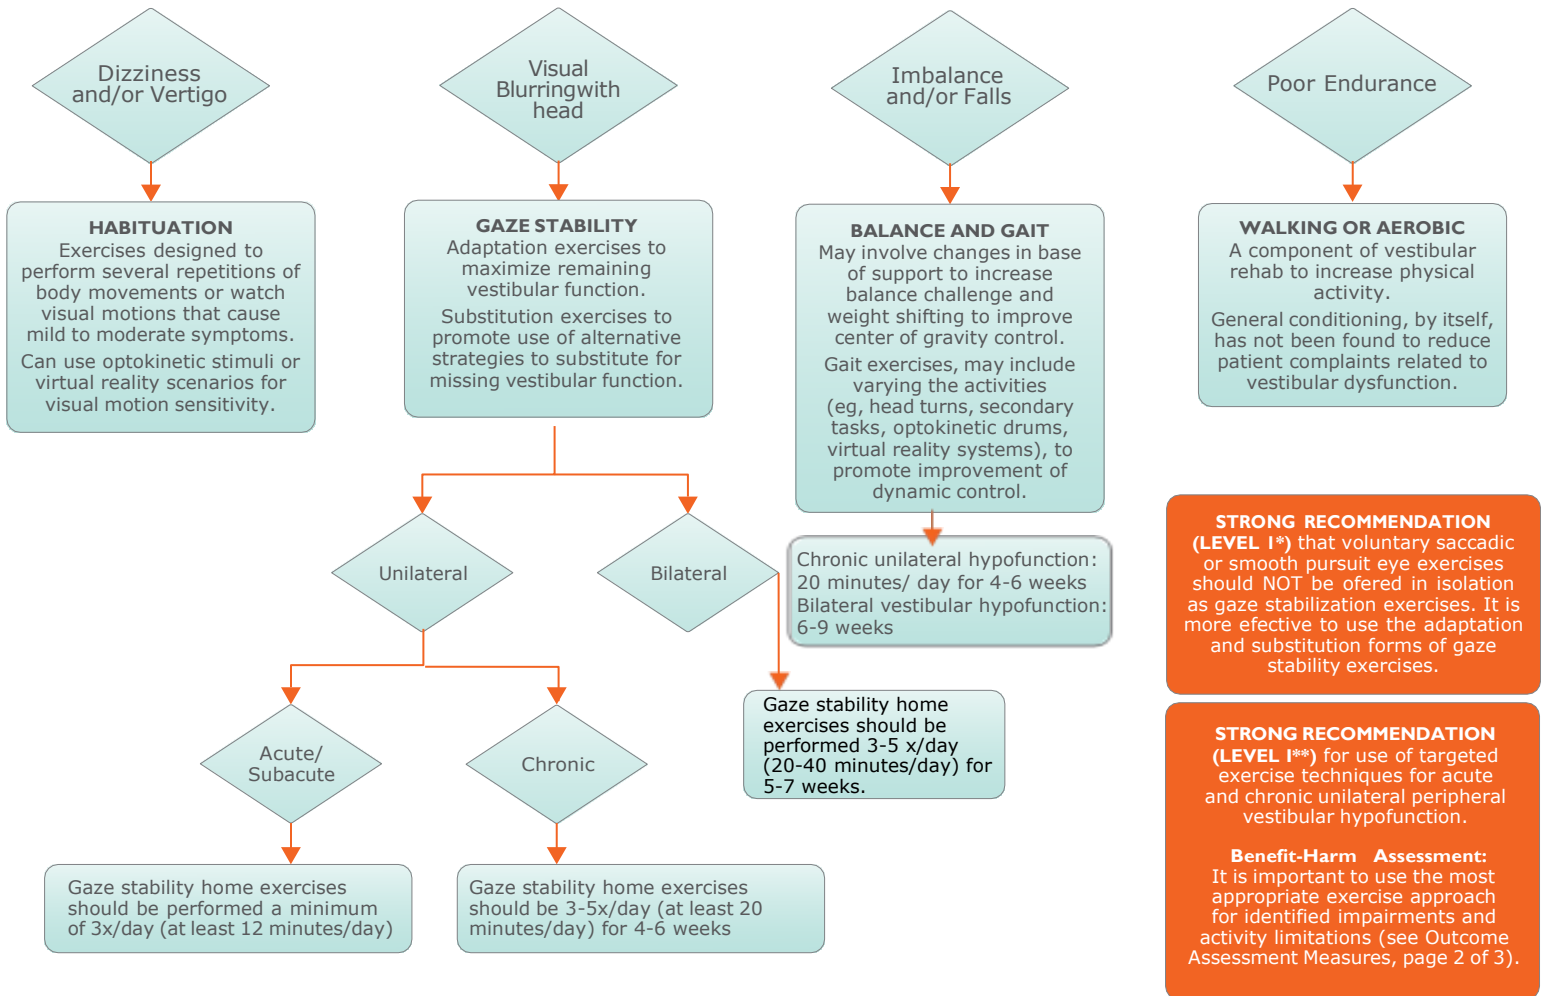 Dizziness
and/or Vertigo
HABITUATION
Exercises designed to
perform several repetitions of
body movements or watch
visual motions that cause
mild to moderate symptoms.
Can use optokinetic stimuli or
virtual reality scenarios for
visual motion sensitivity.
Visual
Blurringwith
head
GAZE STABILITY
Adaptation exercises to
maximize remaining
vestibular function.
Substitution exercises to
promote use of alternative
strategies to substitute for
missing vestibular function.
Unilateral
Bilateral
Acute/
Subacute
Chronic
Gaze stability home exercises
should be performed a minimum
of 3x/day (at least 12 minutes/day)
Gaze stability home exercises
should be 3-5x/day (at least 20
minutes/day) for 4-6 weeks
Gaze stability home
exercises should be
performed 3-5 x/day
(20-40 minutes/day) for
5-7 weeks.
Imbalance
and/or Falls
BALANCE AND GAIT
May involve changes in base
of support to increase
balance challenge and
weight shifting to improve
center of gravity control.
Gait exercises, may include
varying the activities
(eg, head turns, secondary
tasks, optokinetic drums,
virtual reality systems), to
promote improvement of
dynamic control.
Chronic unilateral hypofunction:
20 minutes/ day for 4-6 weeks
Bilateral vestibular hypofunction:
6-9 weeks
Poor Endurance
WALKING OR AEROBIC
A component of vestibular
rehab to increase physical
activity.
General conditioning, by itself,
has not been found to reduce
patient complaints related to
vestibular dysfunction.
STRONG RECOMMENDATION
(LEVEL 1*) that voluntary saccadic
or smooth pursuit eye exercises
should NOT be ofered in isolation
as gaze stabilization exercises. It is
more efective to use the adaptation
and substitution forms of gaze
stability exercises.
STRONG RECOMMENDATION
(LEVEL I**) for use of targeted
exercise techniques for acute
and chronic unilateral peripheral
vestibular hypofunction.
Benefit-Harm Assessment:
It is important to use the most
appropriate exercise approach
for identified impairments and
activity limitations (see Outcome
Assessment Measures, page 2 of 3).